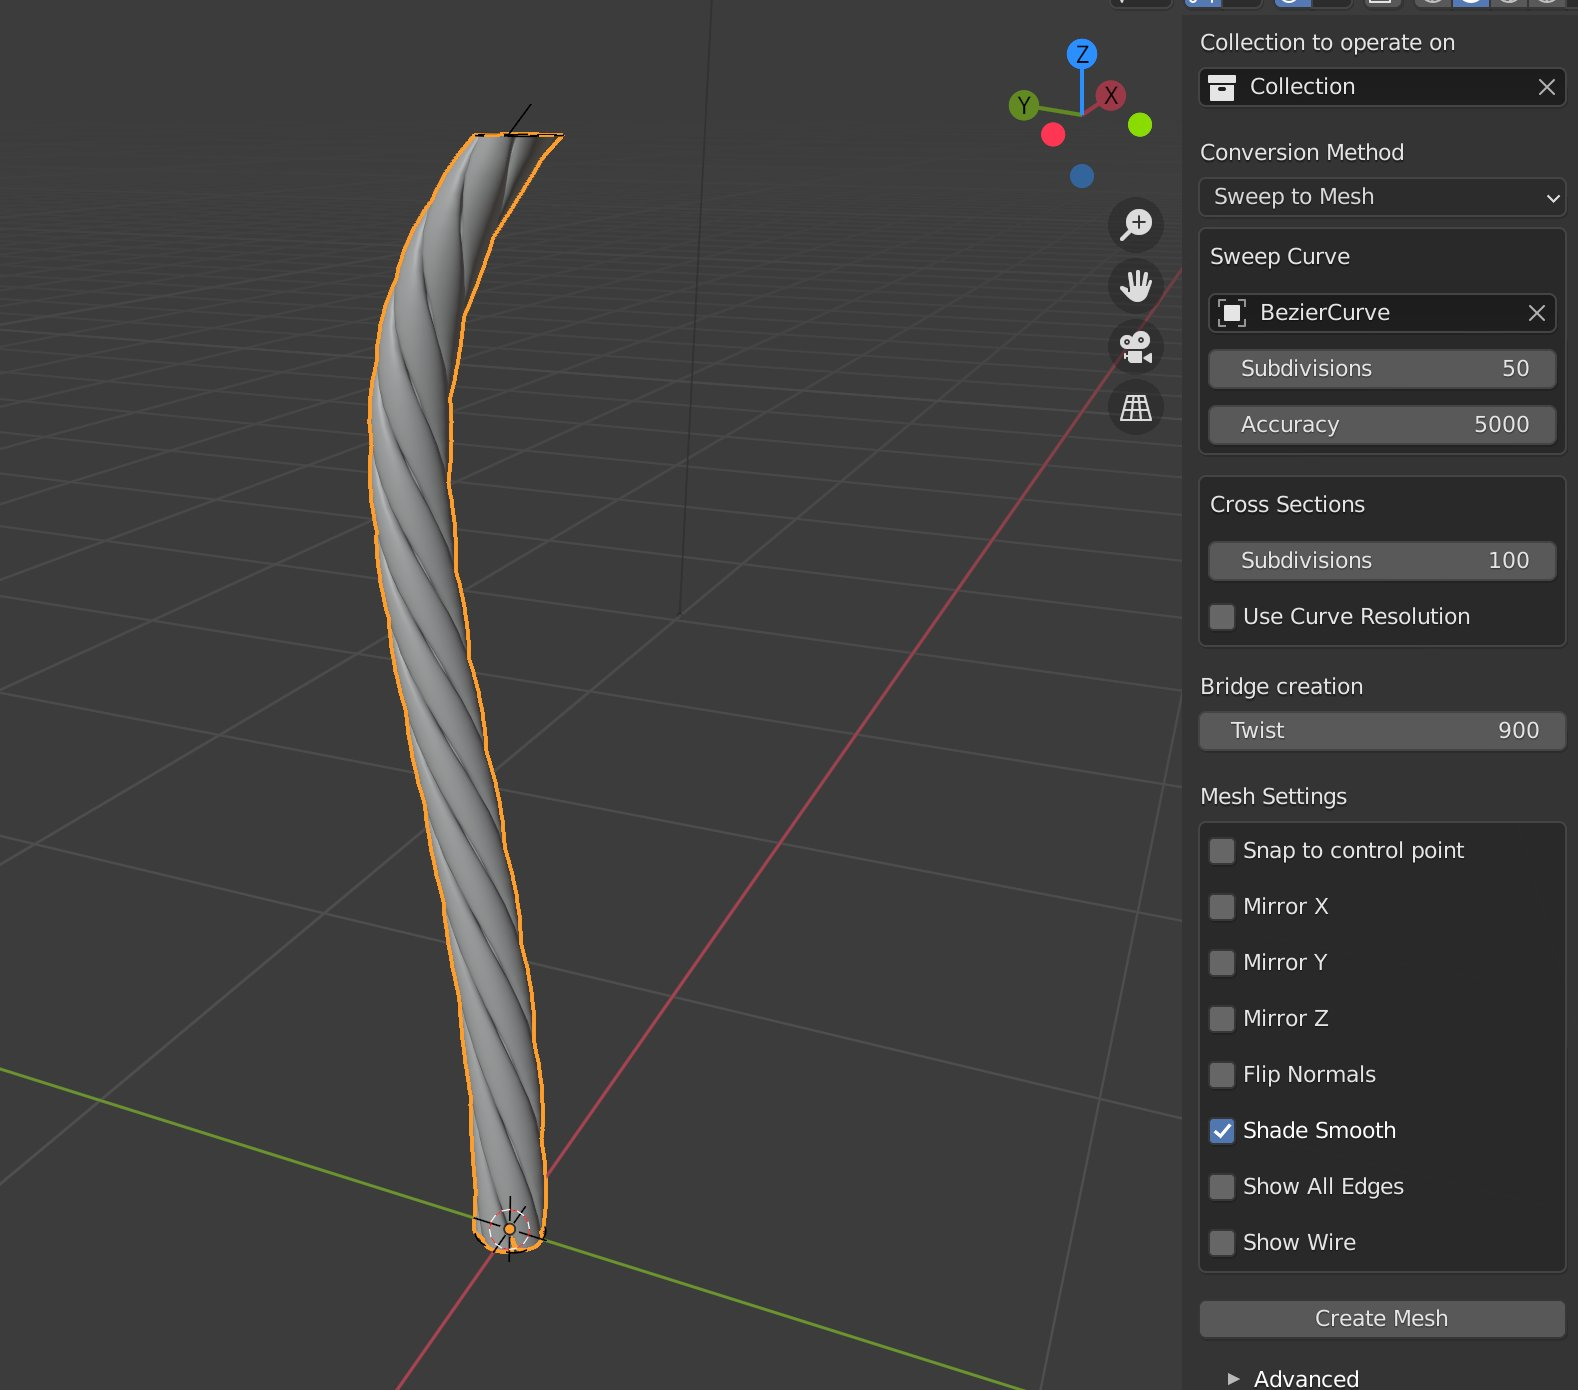 Z
Y
X
Collection to operate on
Collection
Conversion Method
Sweep to Mesh
Sweep Curve
BezierCurve
Subdivisions 50
Accuracy 5000
Cross Sections
Subdivisions 100
Use Curve Resolution
Bridge creation
Twist 900
Mesh Settings
Snap to control point
Mirror X
Mirror Y
Mirror Z
Flip Normals
Shade Smooth
Show All Edges
Show Wire
Create Mesh
Advanced